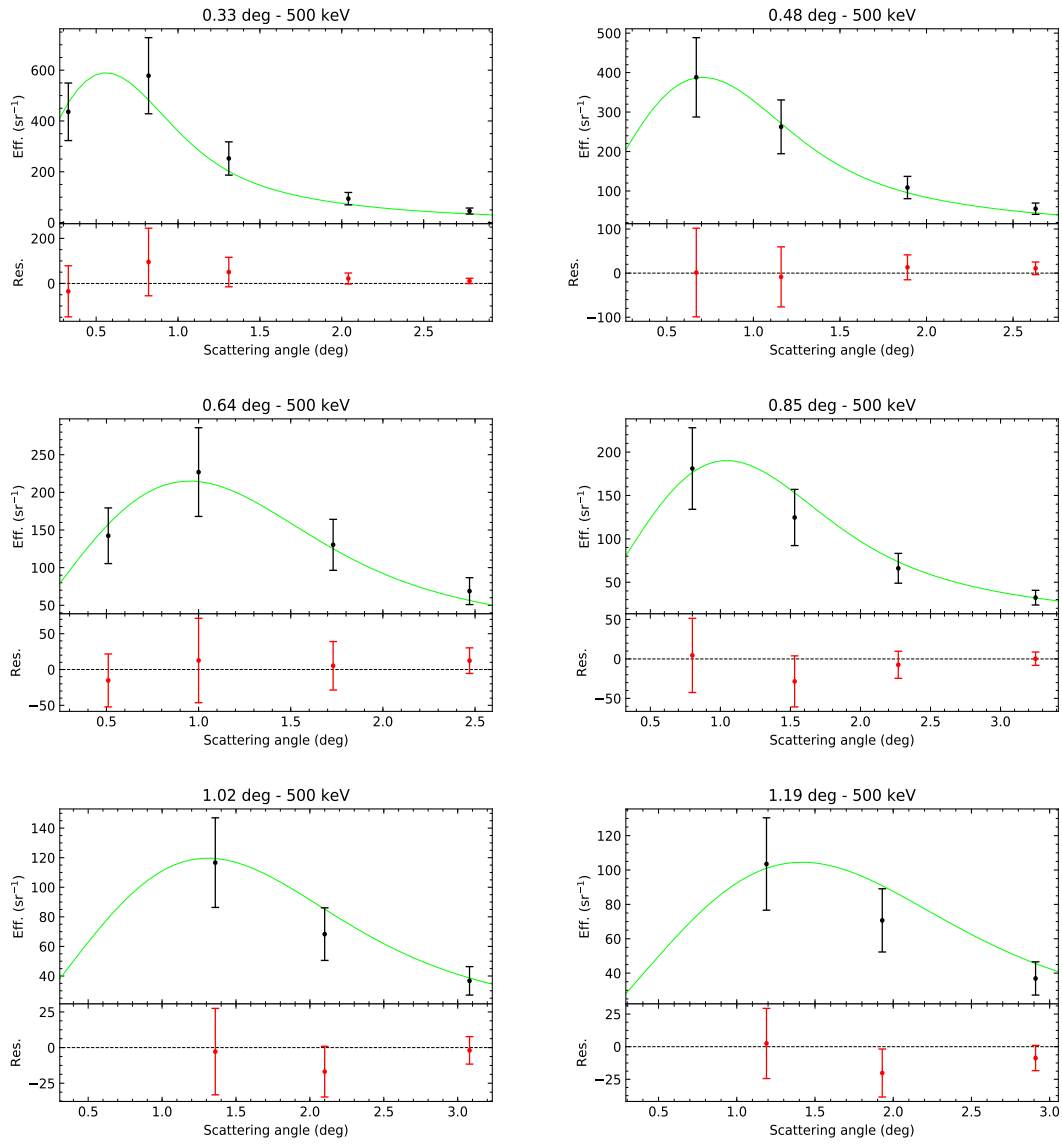 0.33 deg - 500 keV
Eff. (sr⁻¹)
600
400
200
0
Res.
200
0
0.5 1.0 1.5 2.0 2.5
Scattering angle (deg)
0.48 deg - 500 keV
Eff. (sr⁻¹)
500
400
300
200
100
Res.
100
0
−100
0.5 1.0 1.5 2.0 2.5
Scattering angle (deg)
0.64 deg - 500 keV
Eff. (sr⁻¹)
250
200
150
100
50
Res.
50
0
−50
0.5 1.0 1.5 2.0 2.5
Scattering angle (deg)
0.85 deg - 500 keV
Eff. (sr⁻¹)
200
150
100
50
Res.
50
0
−50
0.5 1.0 1.5 2.0 2.5 3.0
Scattering angle (deg)
1.02 deg - 500 keV
Eff. (sr⁻¹)
140
120
100
80
60
40
Res.
25
0
−25
0.5 1.0 1.5 2.0 2.5 3.0
Scattering angle (deg)
1.19 deg - 500 keV
Eff. (sr⁻¹)
120
100
80
60
40
Res.
25
0
−25
0.5 1.0 1.5 2.0 2.5 3.0
Scattering angle (deg)